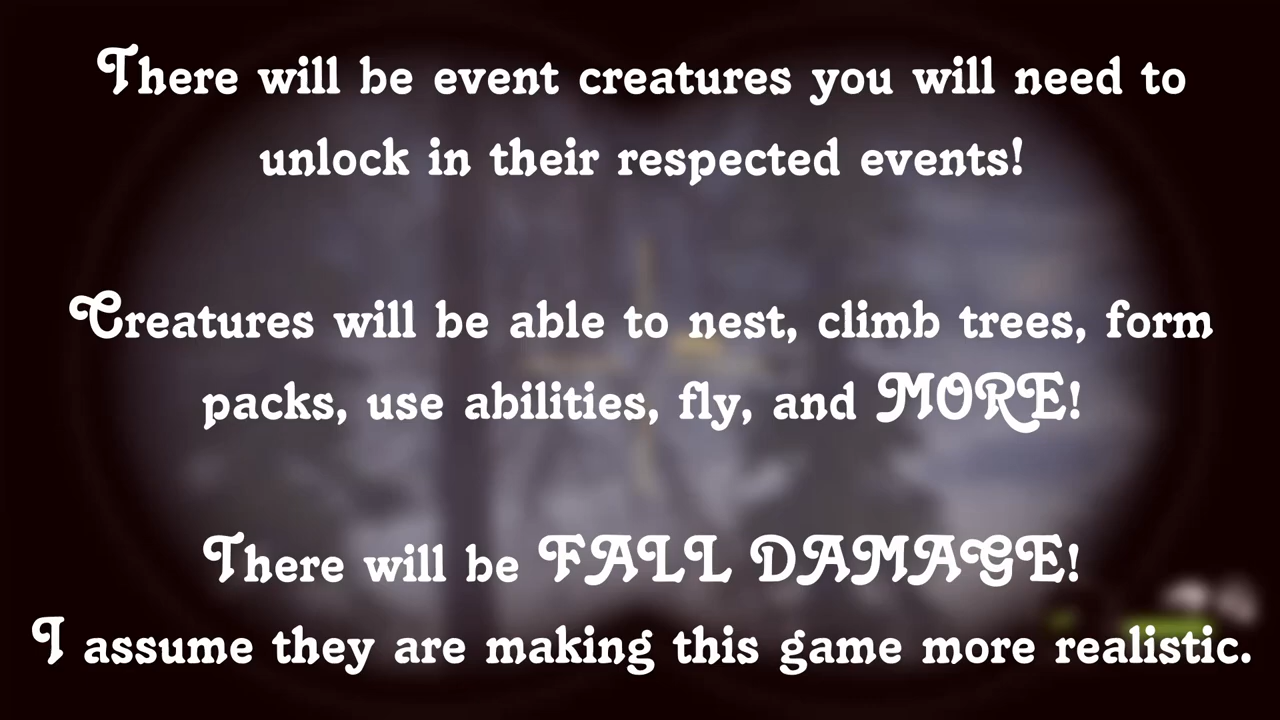 There will be event creatures you will need to
unlock in their respected events!
Creatures will be able to nest, climb trees, form
packs, use abilities, fly, and MORE!
There will be FALL DAMAGE!
I assume they are making this game more realistic.